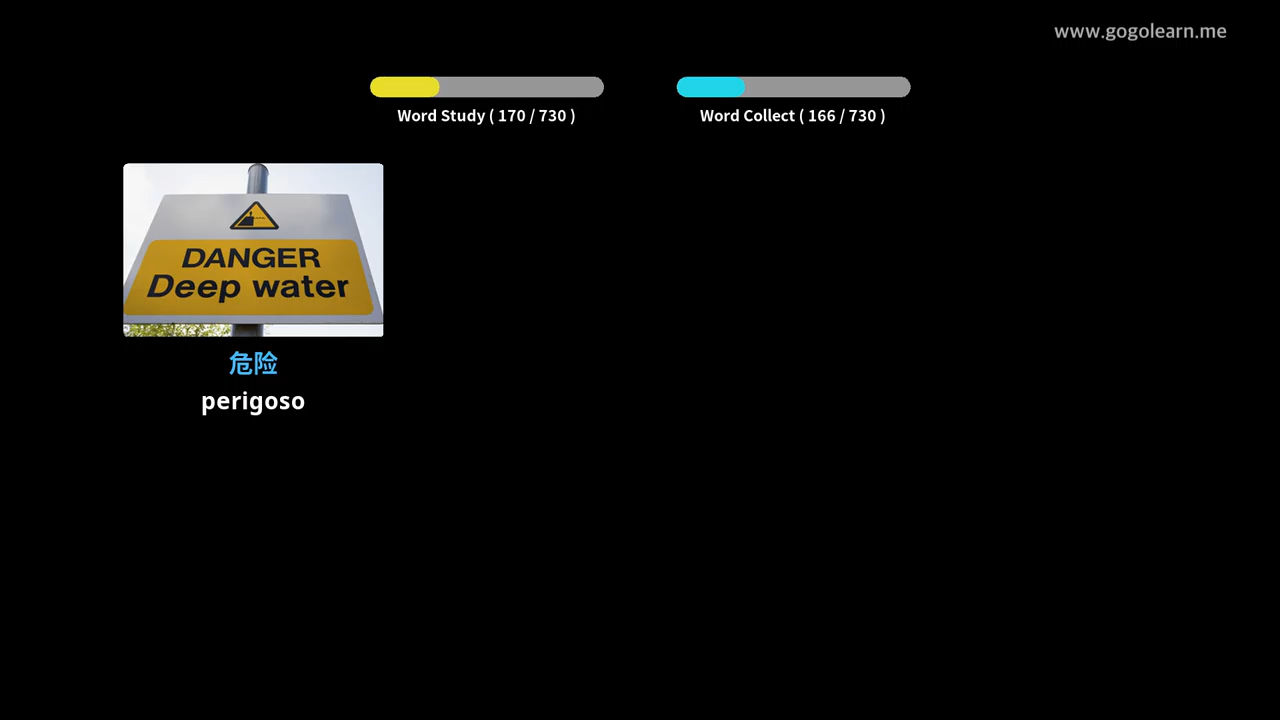 www.gogolearn.me
Word Study ( 170 / 730 )
Word Collect ( 166 / 730 )
DANGER
Deep water
危险
perigoso